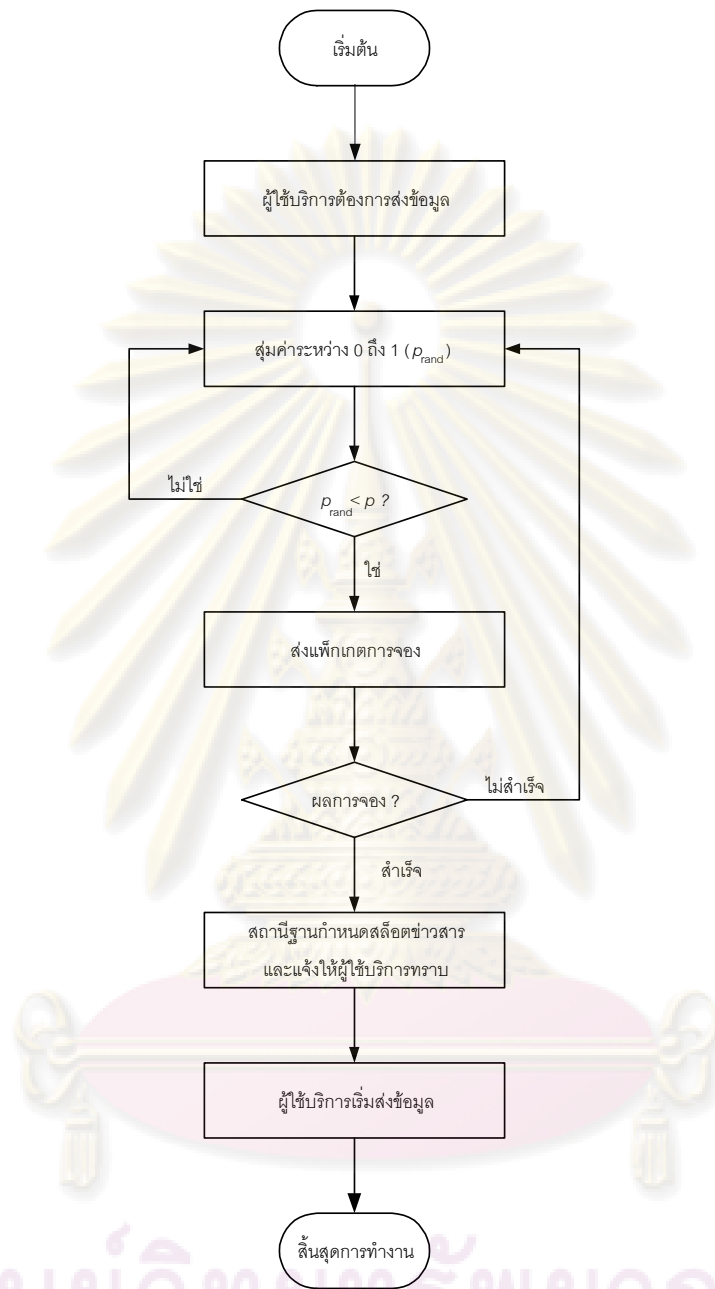 เริ่มต้น
ผู้ใช้บริการต้องการส่งข้อมูล
สุ่มค่าระหว่าง 0 ถึง 1 (p_rand)
p_rand < p ?
ไม่ใช่
ใช่
ส่งแพ็กเกตการจอง
ผลการจอง ?
ไม่สำเร็จ
สำเร็จ
สถานีฐานกำหนดสล็อตข่าวสาร
และแจ้งให้ผู้ใช้บริการทราบ
ผู้ใช้บริการเริ่มส่งข้อมูล
สิ้นสุดการทำงาน